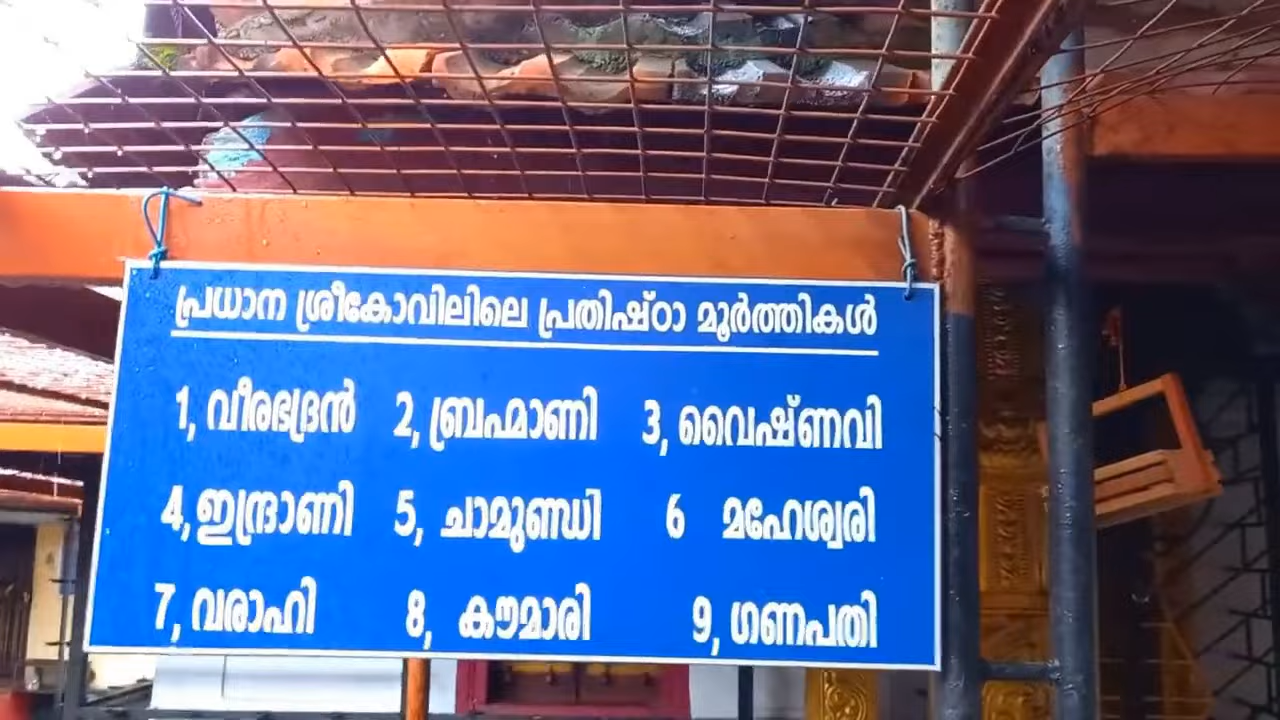 പ്രധാന ശ്രീകോവിലിലെ പ്രതിഷ്ഠാ മൂർത്തികൾ
1, വീരഭദ്രൻ 2, ബ്രഹ്മാണി 3, വൈഷ്ണവി
4, ഇന്ദ്രാണി 5, ചാമുണ്ഡി 6 മഹേശ്വരി
7, വരാഹി 8, കൗമാരി 9, ഗണപതി